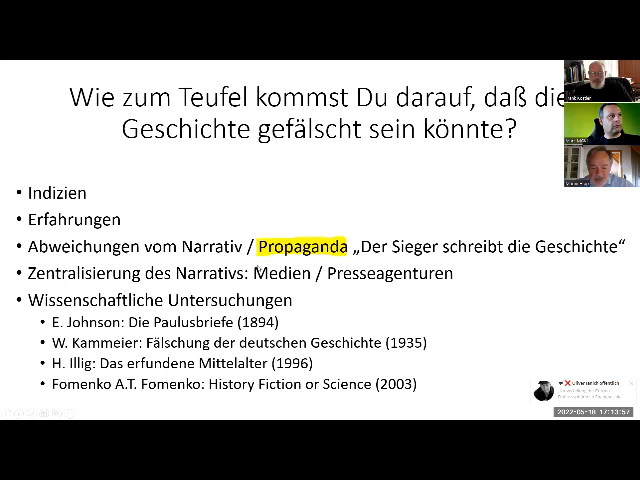 Wie zum Teufel kommst Du darauf, daß die
Geschichte gefälscht sein könnte?
• Indizien
• Erfahrungen
• Abweichungen vom Narrativ / Propaganda „Der Sieger schreibt die Geschichte“
• Zentralisierung des Narrativs: Medien / Presseagenturen
• Wissenschaftliche Untersuchungen
• E. Johnson: Die Paulusbriefe (1894)
• W. Kammeier: Fälschung der deutschen Geschichte (1935)
• H. Illig: Das erfundene Mittelalter (1996)
• Fomenko A.T. Fomenko: History Fiction or Science (2003)
2022-05-18 17:13:57